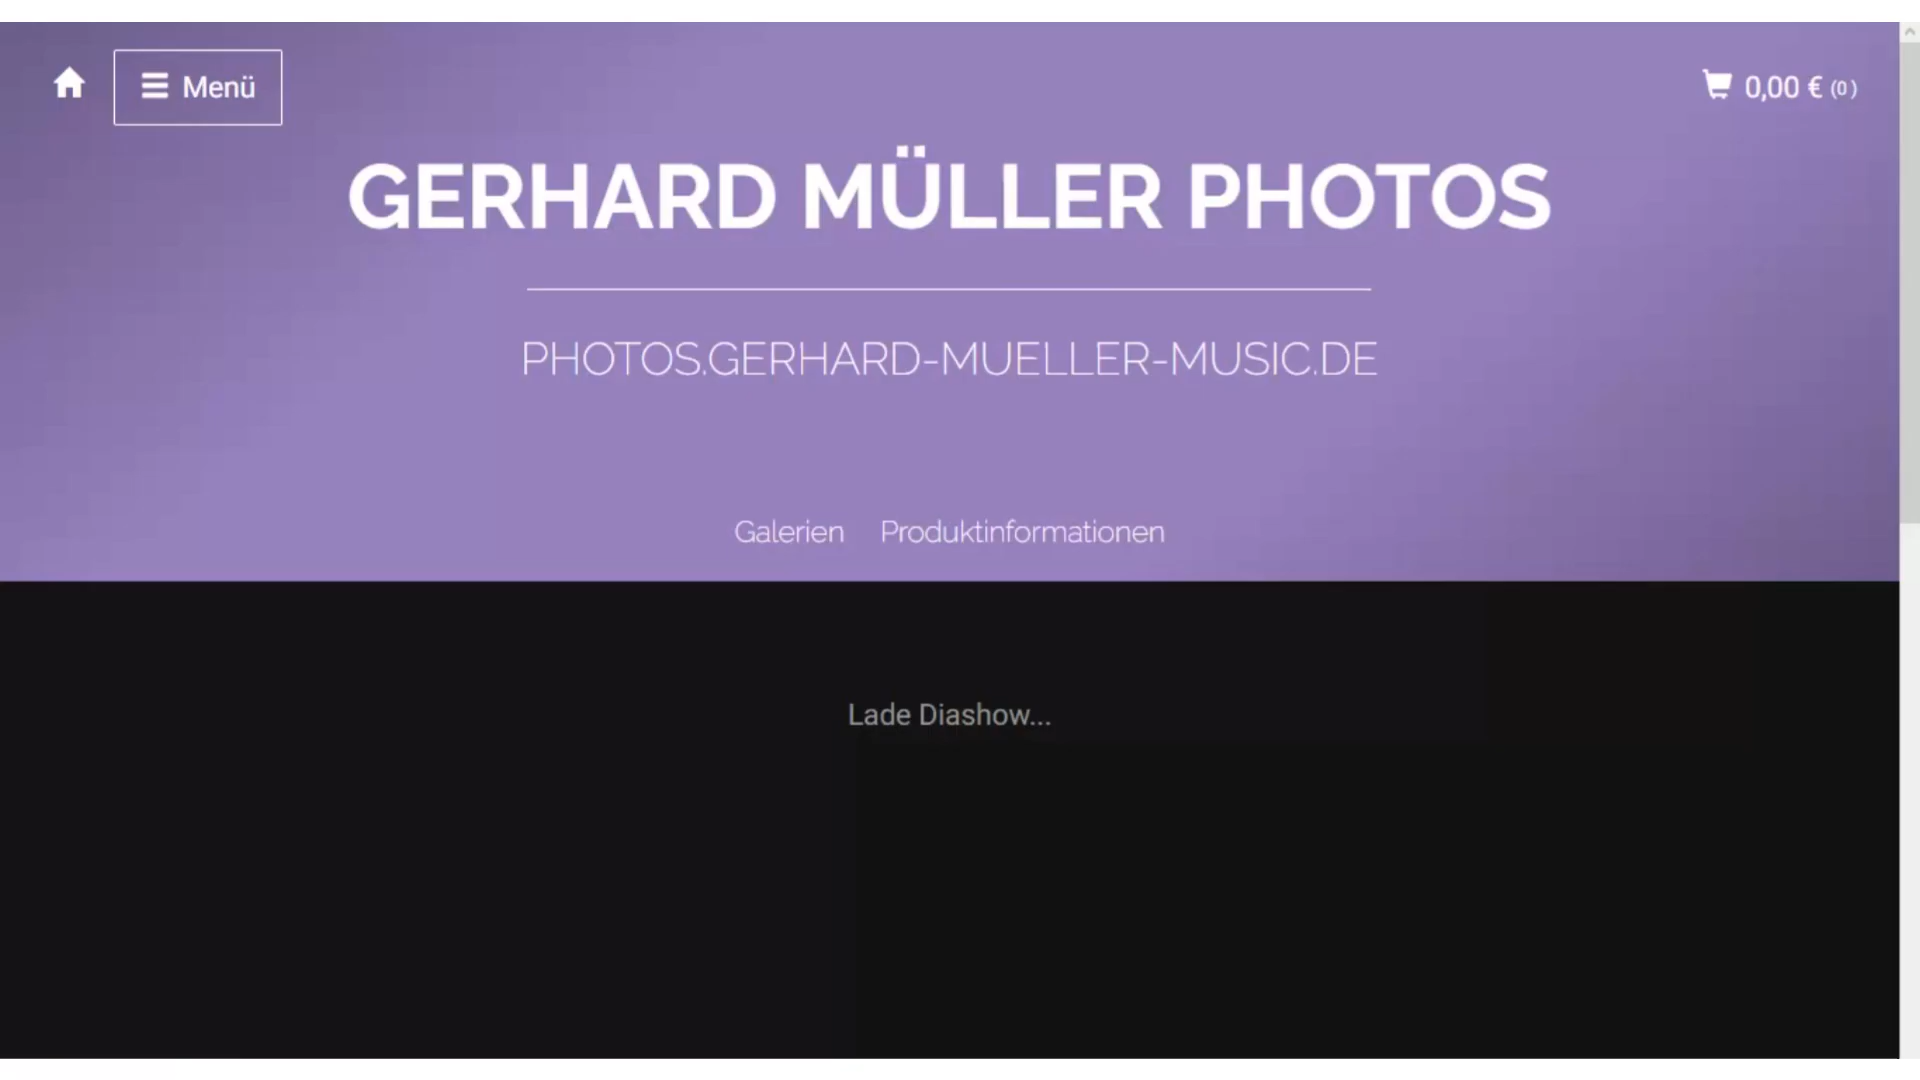 Menü
0,00 € (0)
GERHARD MÜLLER PHOTOS
PHOTOS.GERHARD-MUELLER-MUSIC.DE
Galerien Produktinformationen
Lade Diashow...